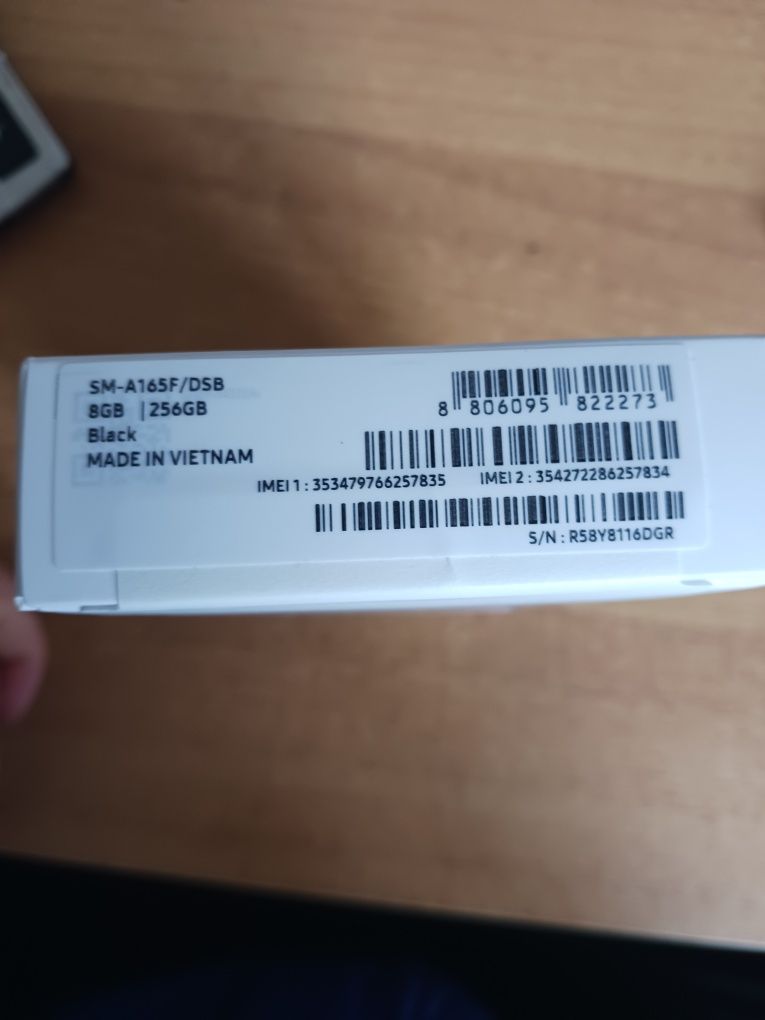 SM-A165F/DSB
8GB | 256GB
Black
MADE IN VIETNAM
8 806095 822273
IMEI 1 : 353479766257835 IMEI 2 : 354272286257834
S/N : R58Y8116DGR